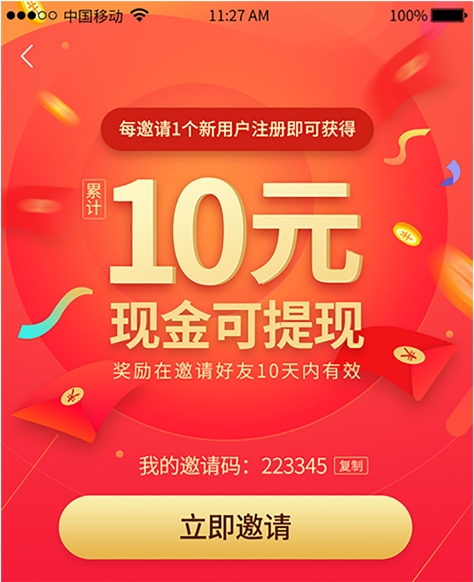 中国移动 11:27 AM 100%
每邀请1个新用户注册即可获得
累计
10元
现金可提现
奖励在邀请好友10天内有效
我的邀请码：223345 复制
立即邀请